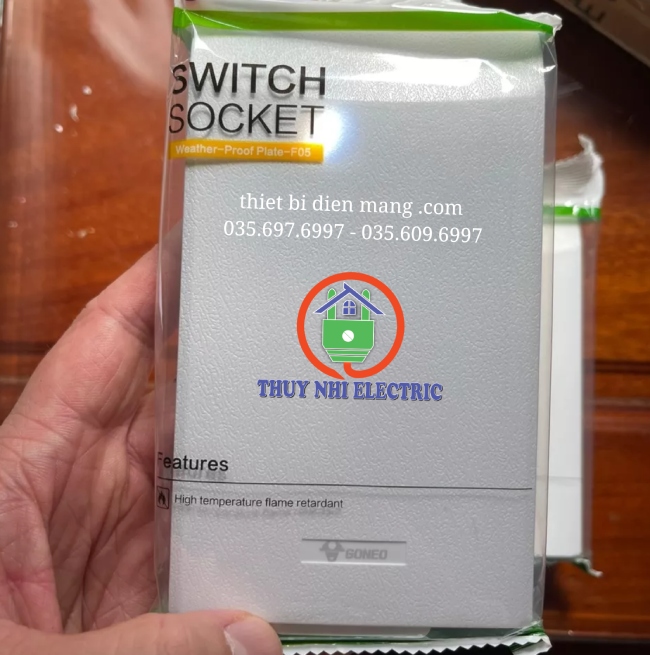 SWITCH
SOCKET
Weather-Proof Plate-F05
thiet bi dien mang .com
035.697.6997 - 035.609.6997
THUY NHI ELECTRIC
Features
High temperature flame retardant
GONEO